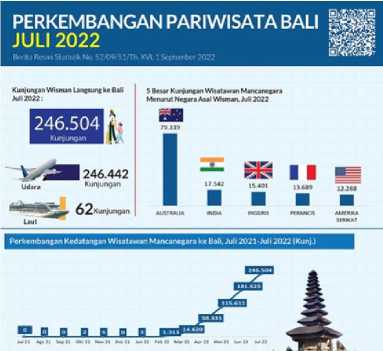 PERKEMBANGAN PARIWISATA BALI
JULI 2022
Berita Resmi Statistik No. 52/09/51/Th. XVI, 1 September 2022
Kunjungan Wisman Langsung ke Bali
Juli 2022 :
246.504
Kunjungan
246.442
Udara
Kunjungan
62 Kunjungan
Laut
5 Besar Kunjungan Wisatawan Mancanegara
Menurut Negara Asal Wisman, Juli 2022
79.339
17.542
15.401
13.689
12.268
AUSTRALIA
INDIA
INGGRIS
PERANCIS
AMERIKA
SERIKAT
Perkembangan Kedatangan Wisatawan Mancanegara ke Bali, Juli 2021-Juli 2022 (Kunj.)
246.504
181.625
115.611
58.335
14.620
Jul 21
Ags 21
Sep 21
Okt 21
Nov 21
Des 21
Jan 22
Feb 22
Mar 22
Apr 22
Mei 22
Jun 22
Jul 22